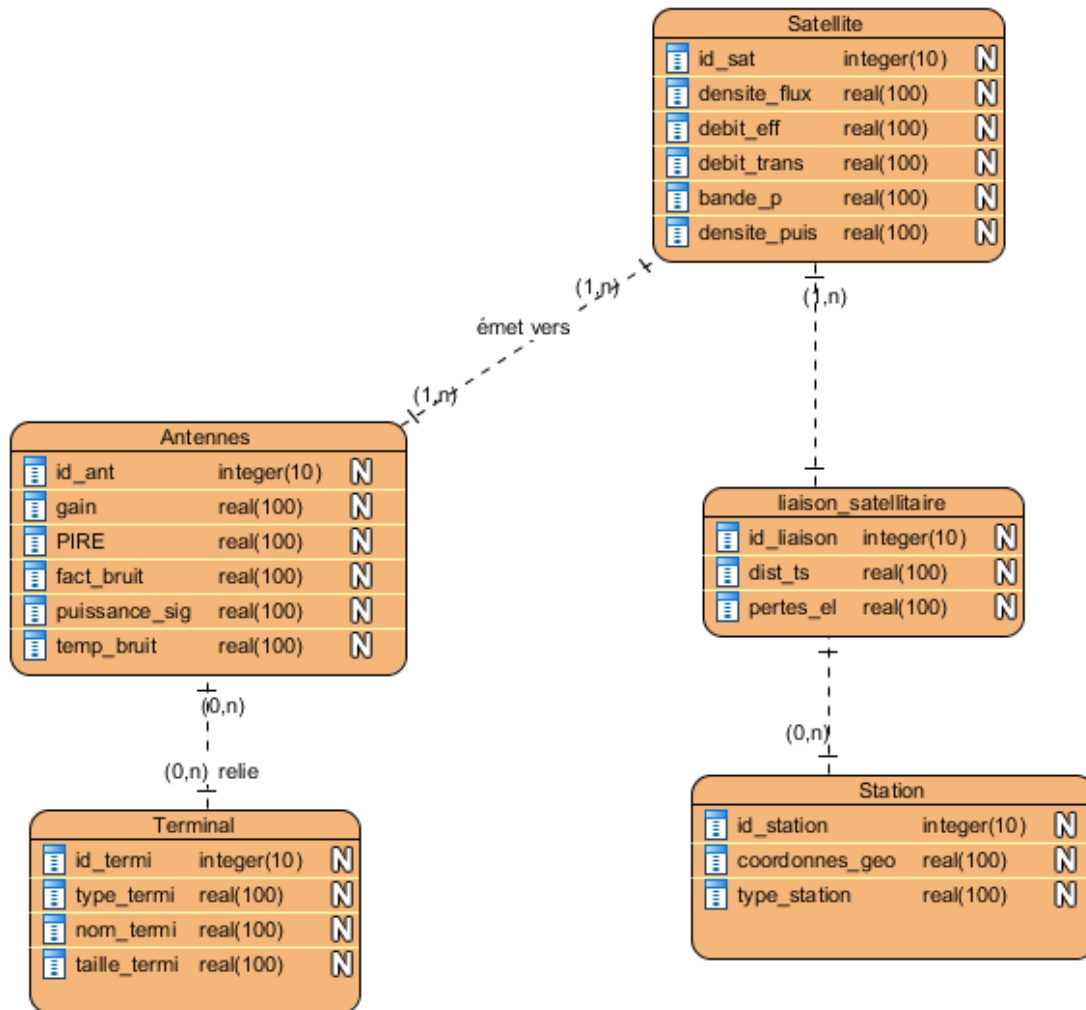 Satellite
id_sat integer(10) N
densite_flux real(100) N
debit_eff real(100) N
debit_trans real(100) N
bande_p real(100) N
densite_puis real(100) N
(1,n)
(1,n)
émet vers
(1,n)
Antennes
id_ant integer(10) N
gain real(100) N
PIRE real(100) N
fact_bruit real(100) N
puissance_sig real(100) N
temp_bruit real(100) N
liaison_satellitaire
id_liaison integer(10) N
dist_ts real(100) N
pertes_el real(100) N
(0,n)
(0,n) relie
(0,n)
Terminal
id_termi integer(10) N
type_termi real(100) N
nom_termi real(100) N
taille_termi real(100) N
Station
id_station integer(10) N
coordonnes_geo real(100) N
type_station real(100) N